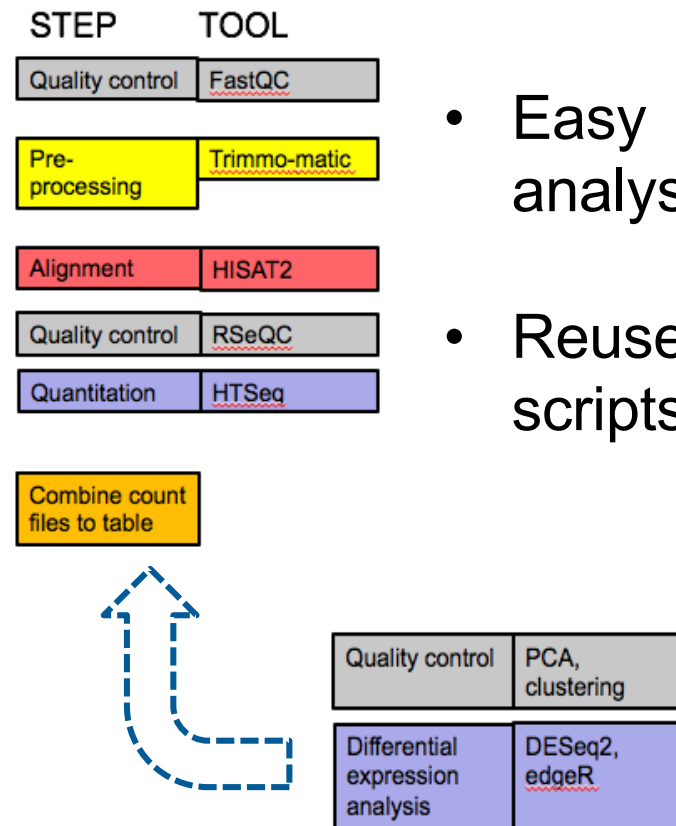 STEP TOOL
Quality control FastQC
Pre-
processing
Trimmo-matic
Alignment HISAT2
Quality control RSeQC
Quantitation HTSeq
Combine count
files to table
• Easy
analys
• Reuse
scripts
Quality control
PCA,
clustering
Differential
expression
analysis
DESeq2,
edgeR